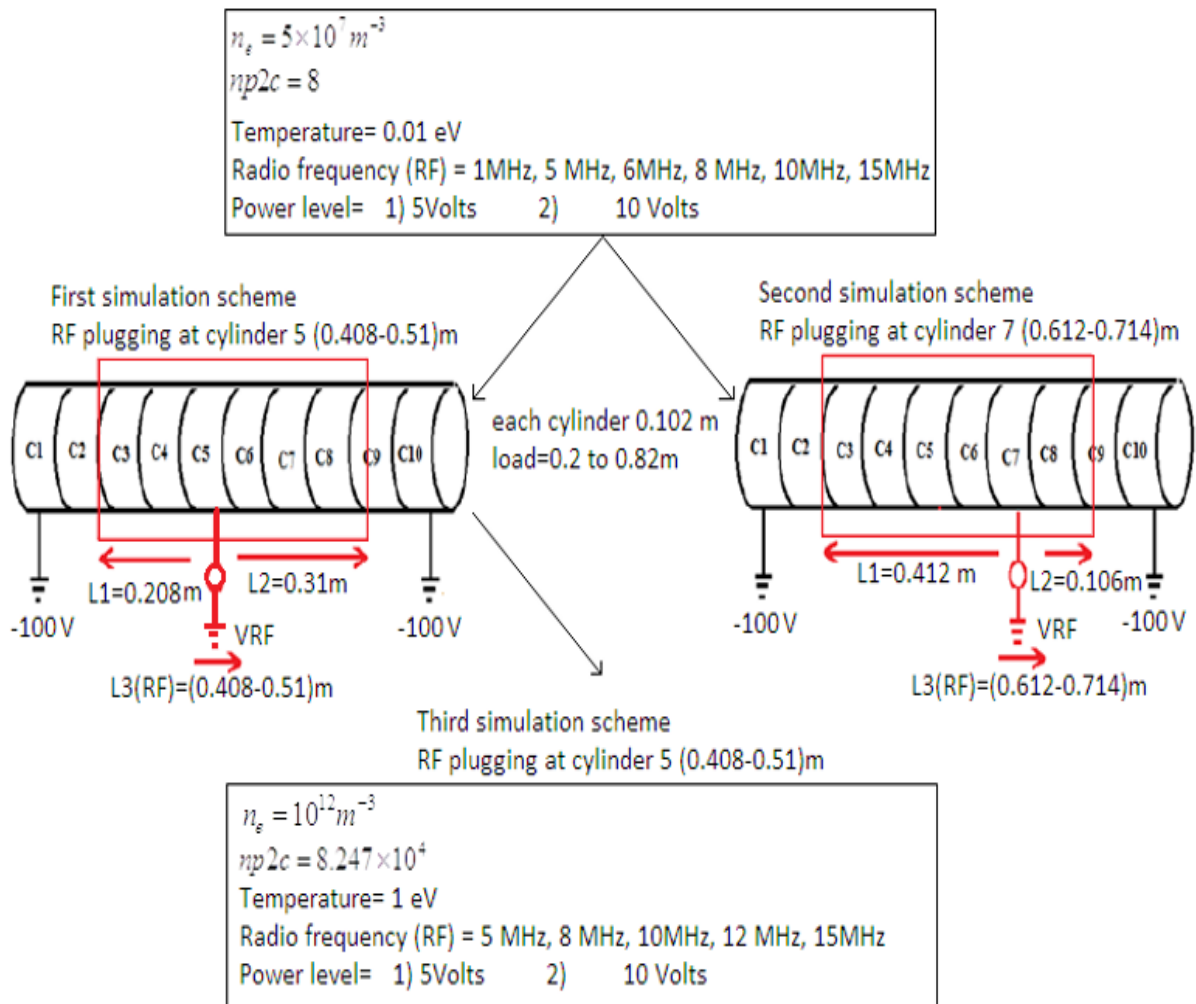 n_e = 5×10^7 m^-3
np2c = 8
Temperature= 0.01 eV
Radio frequency (RF) = 1MHz, 5 MHz, 6MHz, 8 MHz, 10MHz, 15MHz
Power level= 1) 5Volts 2) 10 Volts
First simulation scheme
RF plugging at cylinder 5 (0.408-0.51)m
Second simulation scheme
RF plugging at cylinder 7 (0.612-0.714)m
each cylinder 0.102 m
load=0.2 to 0.82m
C1 C2 C3 C4 C5 C6 C7 C8 C9 C10
L1=0.208m L2=0.31m
-100V VRF -100V
L3(RF)=(0.408-0.51)m
C1 C2 C3 C4 C5 C6 C7 C8 C9 C10
L1=0.412 m L2=0.106m
-100V VRF -100V
L3(RF)=(0.612-0.714)m
Third simulation scheme
RF plugging at cylinder 5 (0.408-0.51)m
n_e = 10^12 m^-3
np2c = 8.247×10^4
Temperature= 1 eV
Radio frequency (RF) = 5 MHz, 8 MHz, 10MHz, 12 MHz, 15MHz
Power level= 1) 5Volts 2) 10 Volts